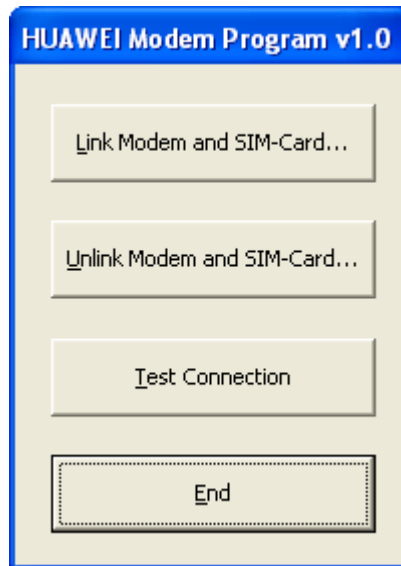 HUAWEI Modem Program v1.0
Link Modem and SIM-Card...
Unlink Modem and SIM-Card...
Test Connection
End